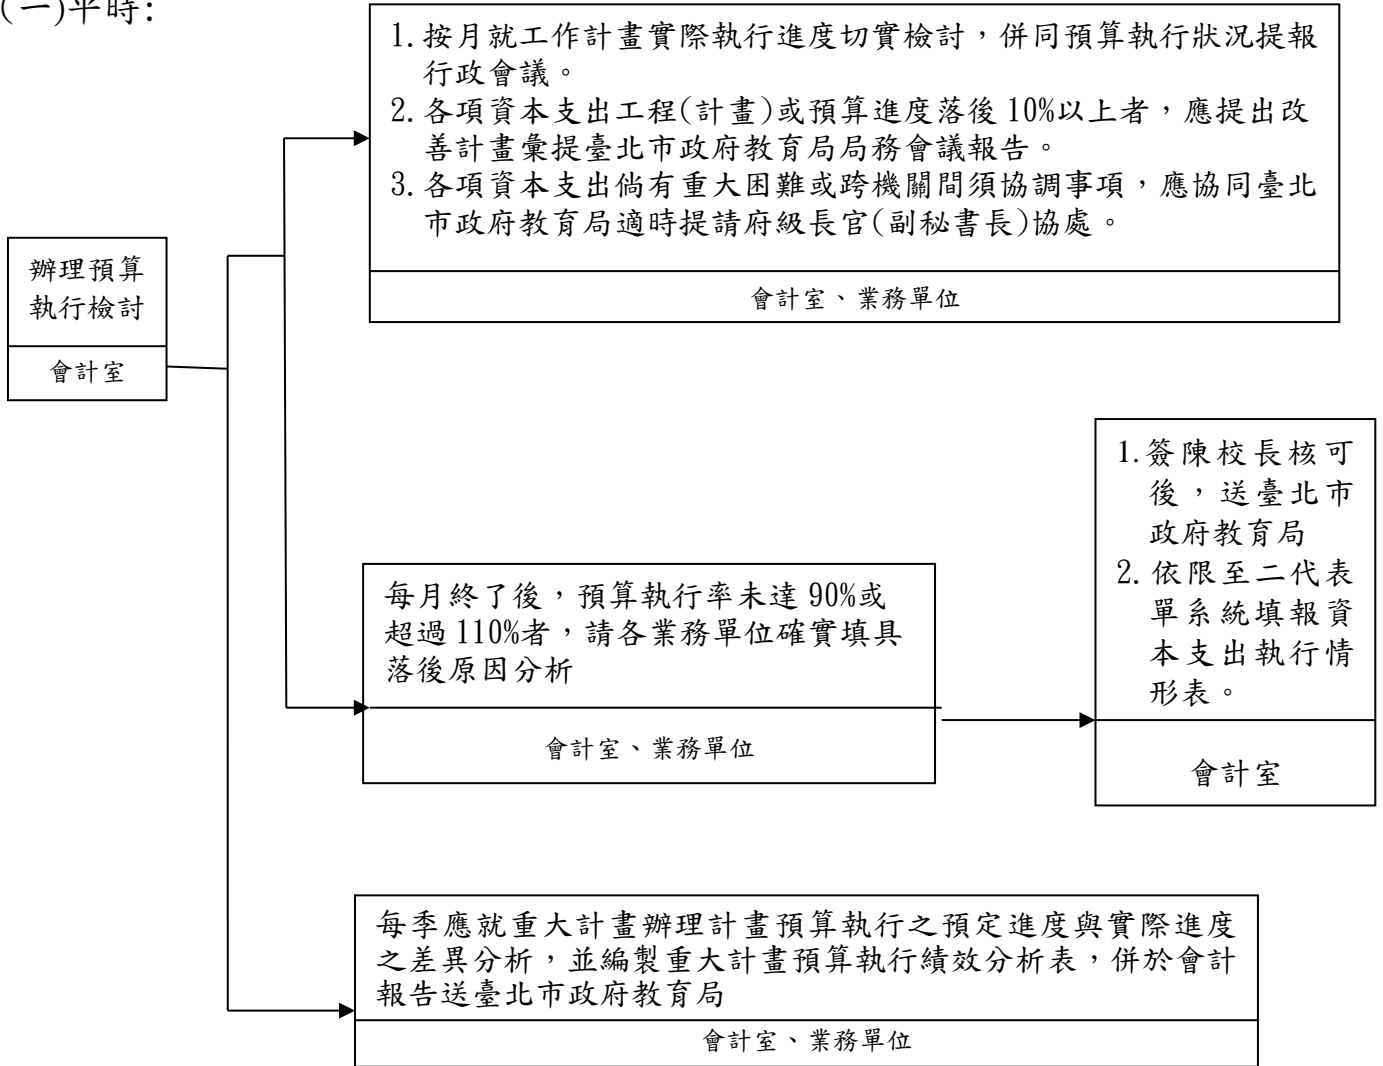 (一)平時:
1.按月就工作計畫實際執行進度切實檢討，併同預算執行狀況提報
行政會議。
2.各項資本支出工程(計畫)或預算進度落後 10%以上者，應提出改
善計畫彙提臺北市政府教育局局務會議報告。
3.各項資本支出倘有重大困難或跨機關間須協調事項，應協同臺北
市政府教育局適時提請府級長官(副秘書長)協處。
會計室、業務單位
辦理預算
執行檢討
會計室
1.簽陳校長核可
後，送臺北市
政府教育局
2.依限至二代表
單系統填報資
本支出執行情
形表。
會計室
每月終了後，預算執行率未達 90%或
超過 110%者，請各業務單位確實填具
落後原因分析
會計室、業務單位
每季應就重大計畫辦理計畫預算執行之預定進度與實際進度
之差異分析，並編製重大計畫預算執行績效分析表，併於會計
報告送臺北市政府教育局
會計室、業務單位